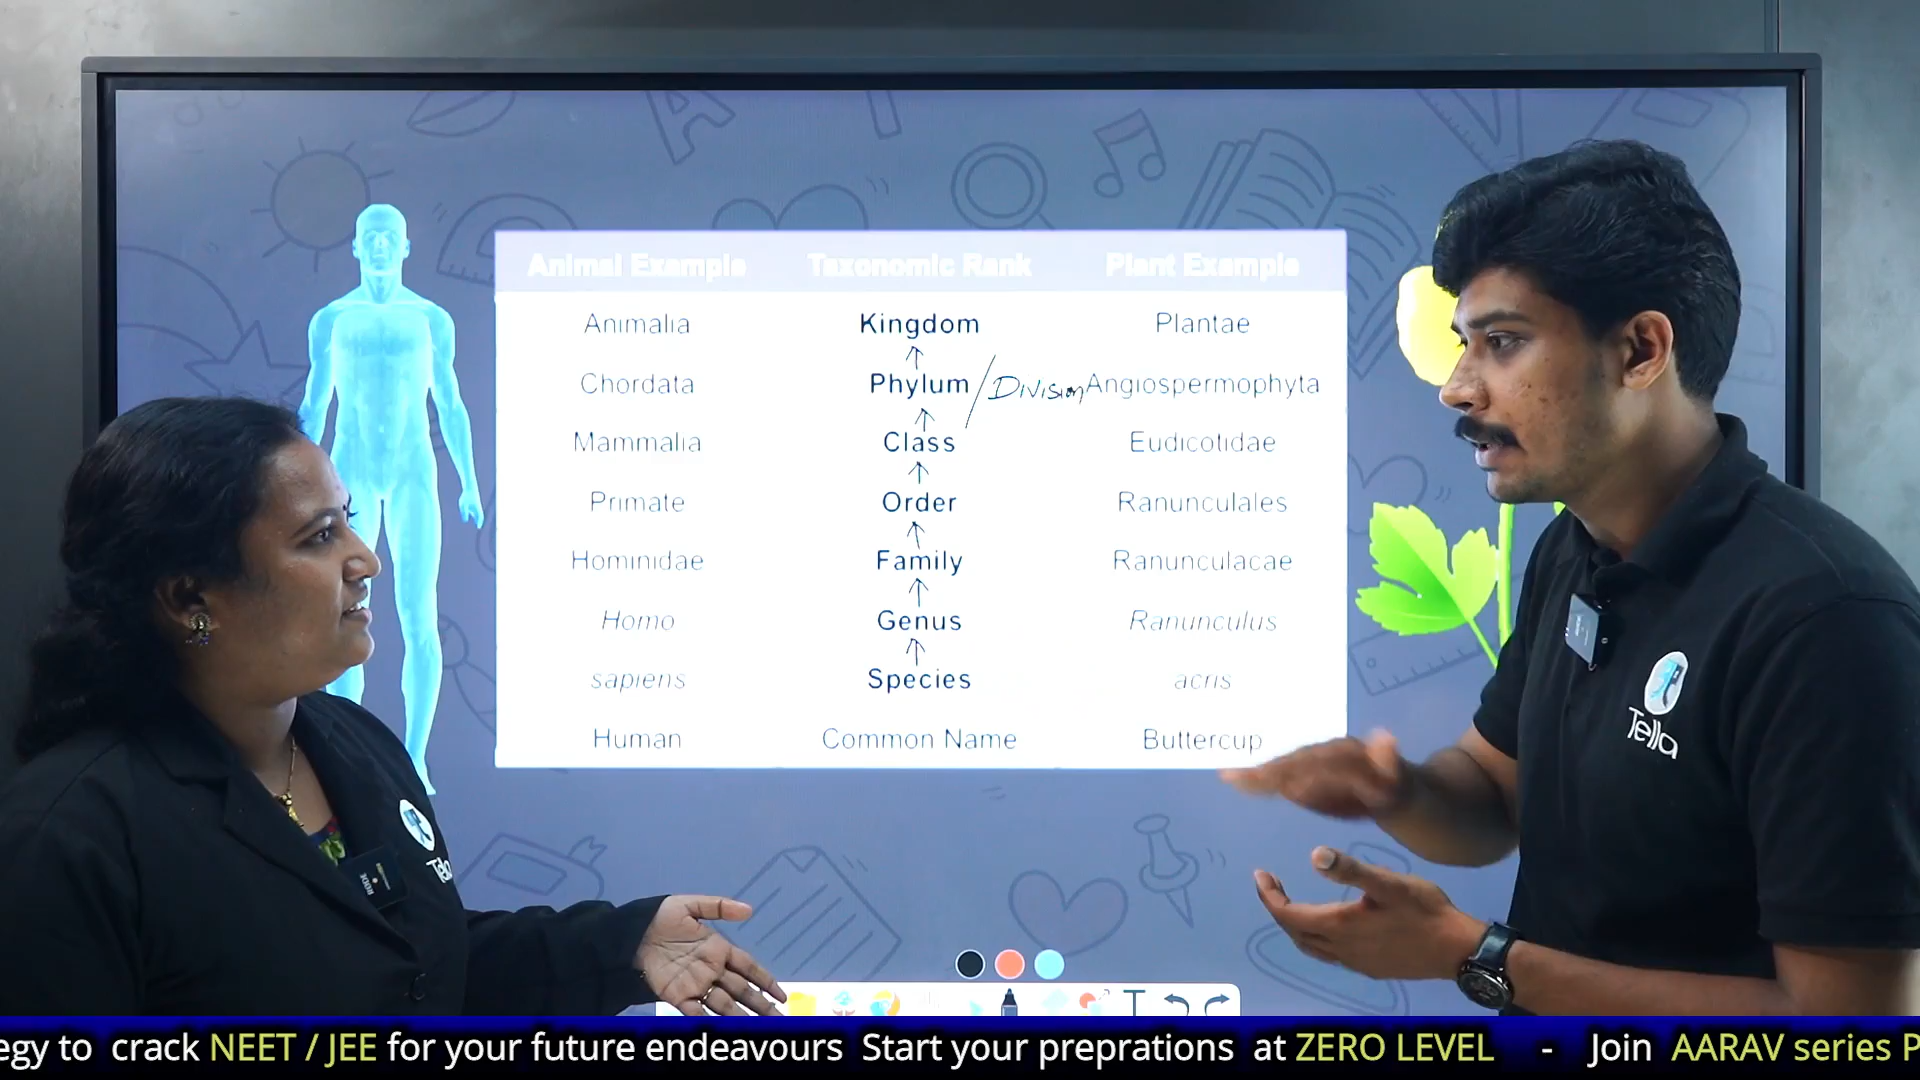 Animal Example Taxonomic Rank Plant Example
Animalia Kingdom Plantae
Chordata Phylum / Division Angiospermophyta
Mammalia Class Eudicotidae
Primate Order Ranunculales
Hominidae Family Ranunculacae
Homo Genus Ranunculus
sapiens Species acris
Human Common Name Buttercup
Tella
RODE
T
egy to crack NEET / JEE for your future endeavours Start your preprations at ZERO LEVEL - Join AARAV series P